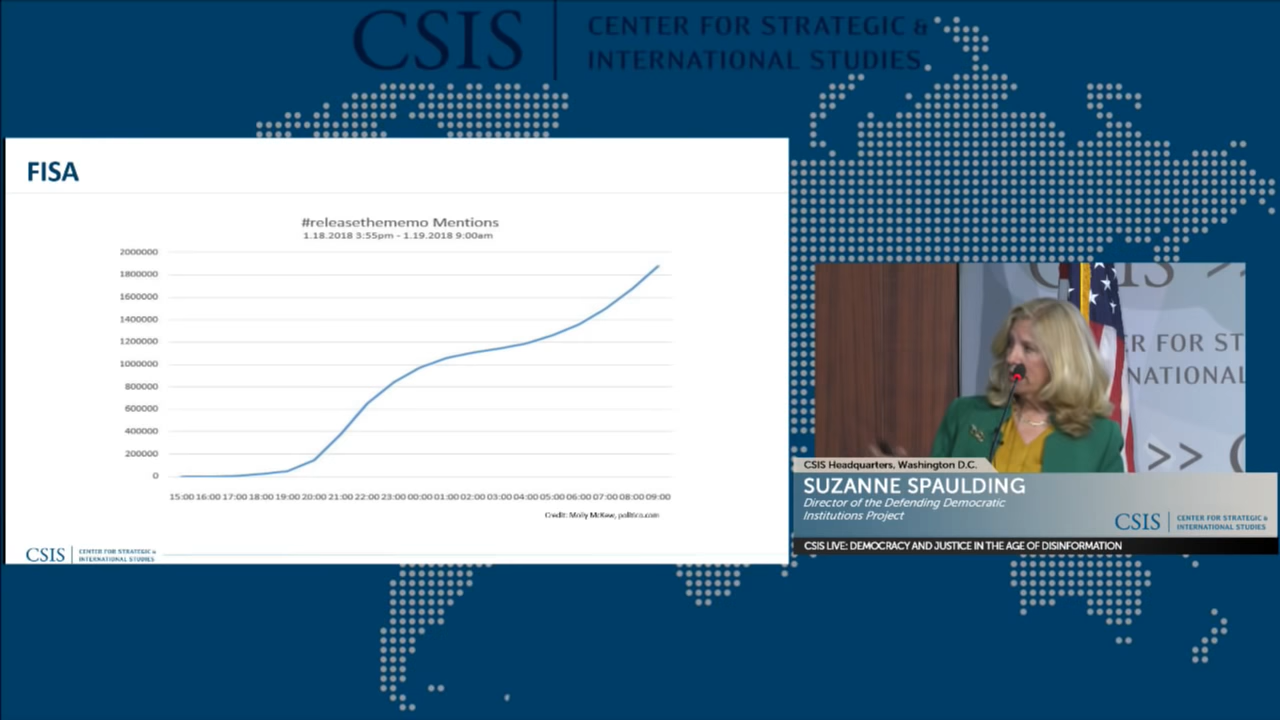 CSIS
CENTER FOR STRATEGIC &
INTERNATIONAL STUDIES
FISA
#releasethememo Mentions
1.18.2018 3:55pm - 1.19.2018 9:00am
2000000
1800000
1600000
1400000
1200000
1000000
800000
600000
400000
200000
0
15:00 16:00 17:00 18:00 19:00 20:00 21:00 22:00 23:00 00:00 01:00 02:00 03:00 04:00 05:00 06:00 07:00 08:00 09:00
Credit: Molly McKew, politico.com
CSIS
CENTER FOR STRATEGIC &
INTERNATIONAL STUDIES
CSIS >>
ER FOR ST
NATIONAL
>> C
CSIS Headquarters, Washington D.C.
SUZANNE SPAULDING
Director of the Defending Democratic
Institutions Project
CSIS
CENTER FOR STRATEGIC &
INTERNATIONAL STUDIES
CSIS LIVE: DEMOCRACY AND JUSTICE IN THE AGE OF DISINFORMATION